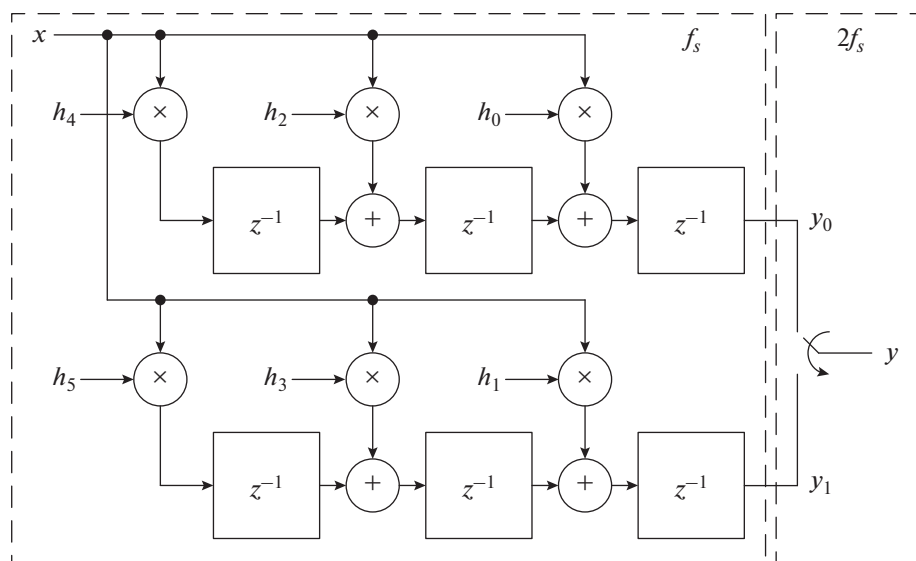 x
f_s
2f_s
h_4 × h_2 × h_0 ×
z^{-1} + z^{-1} + z^{-1} y_0
y
h_5 × h_3 × h_1 ×
z^{-1} + z^{-1} + z^{-1} y_1